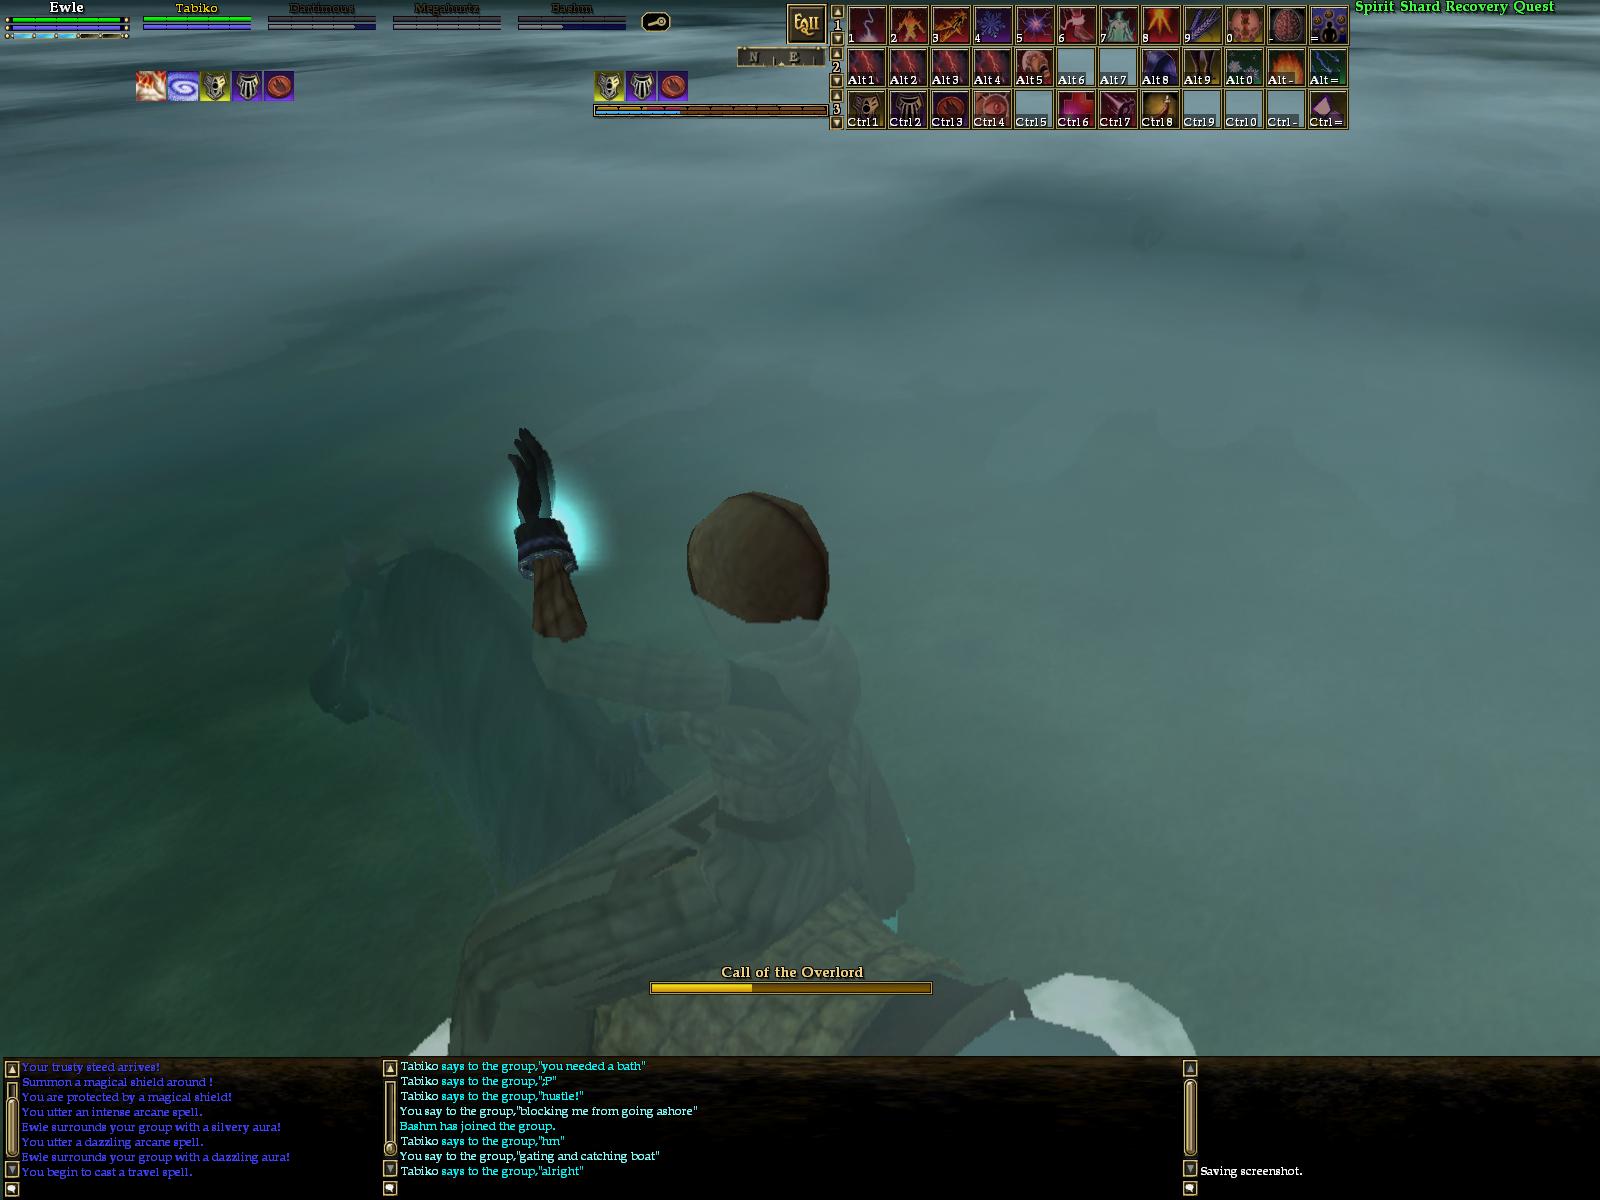 Ewle
Tabiko
Dartimous
Megahurtz
Bashm
EQII
Spirit Shard Recovery Quest
N E
1
1 2 3 4 5 6 7 8 9 0 - =
2
Alt1 Alt2 Alt3 Alt4 Alt5 Alt6 Alt7 Alt8 Alt9 Alt0 Alt- Alt=
3
Ctrl1 Ctrl2 Ctrl3 Ctrl4 Ctrl5 Ctrl6 Ctrl7 Ctrl8 Ctrl9 Ctrl0 Ctrl- Ctrl=
Call of the Overlord
Your trusty steed arrives!
Summon a magical shield around !
You are protected by a magical shield!
You utter an intense arcane spell.
Ewle surrounds your group with a silvery aura!
You utter a dazzling arcane spell.
Ewle surrounds your group with a dazzling aura!
You begin to cast a travel spell.
Tabiko says to the group,"you needed a bath"
Tabiko says to the group,";P"
Tabiko says to the group,"hustle!"
You say to the group,"blocking me from going ashore"
Bashm has joined the group.
Tabiko says to the group,"hm"
You say to the group,"gating and catching boat"
Tabiko says to the group,"alright"
Saving screenshot.